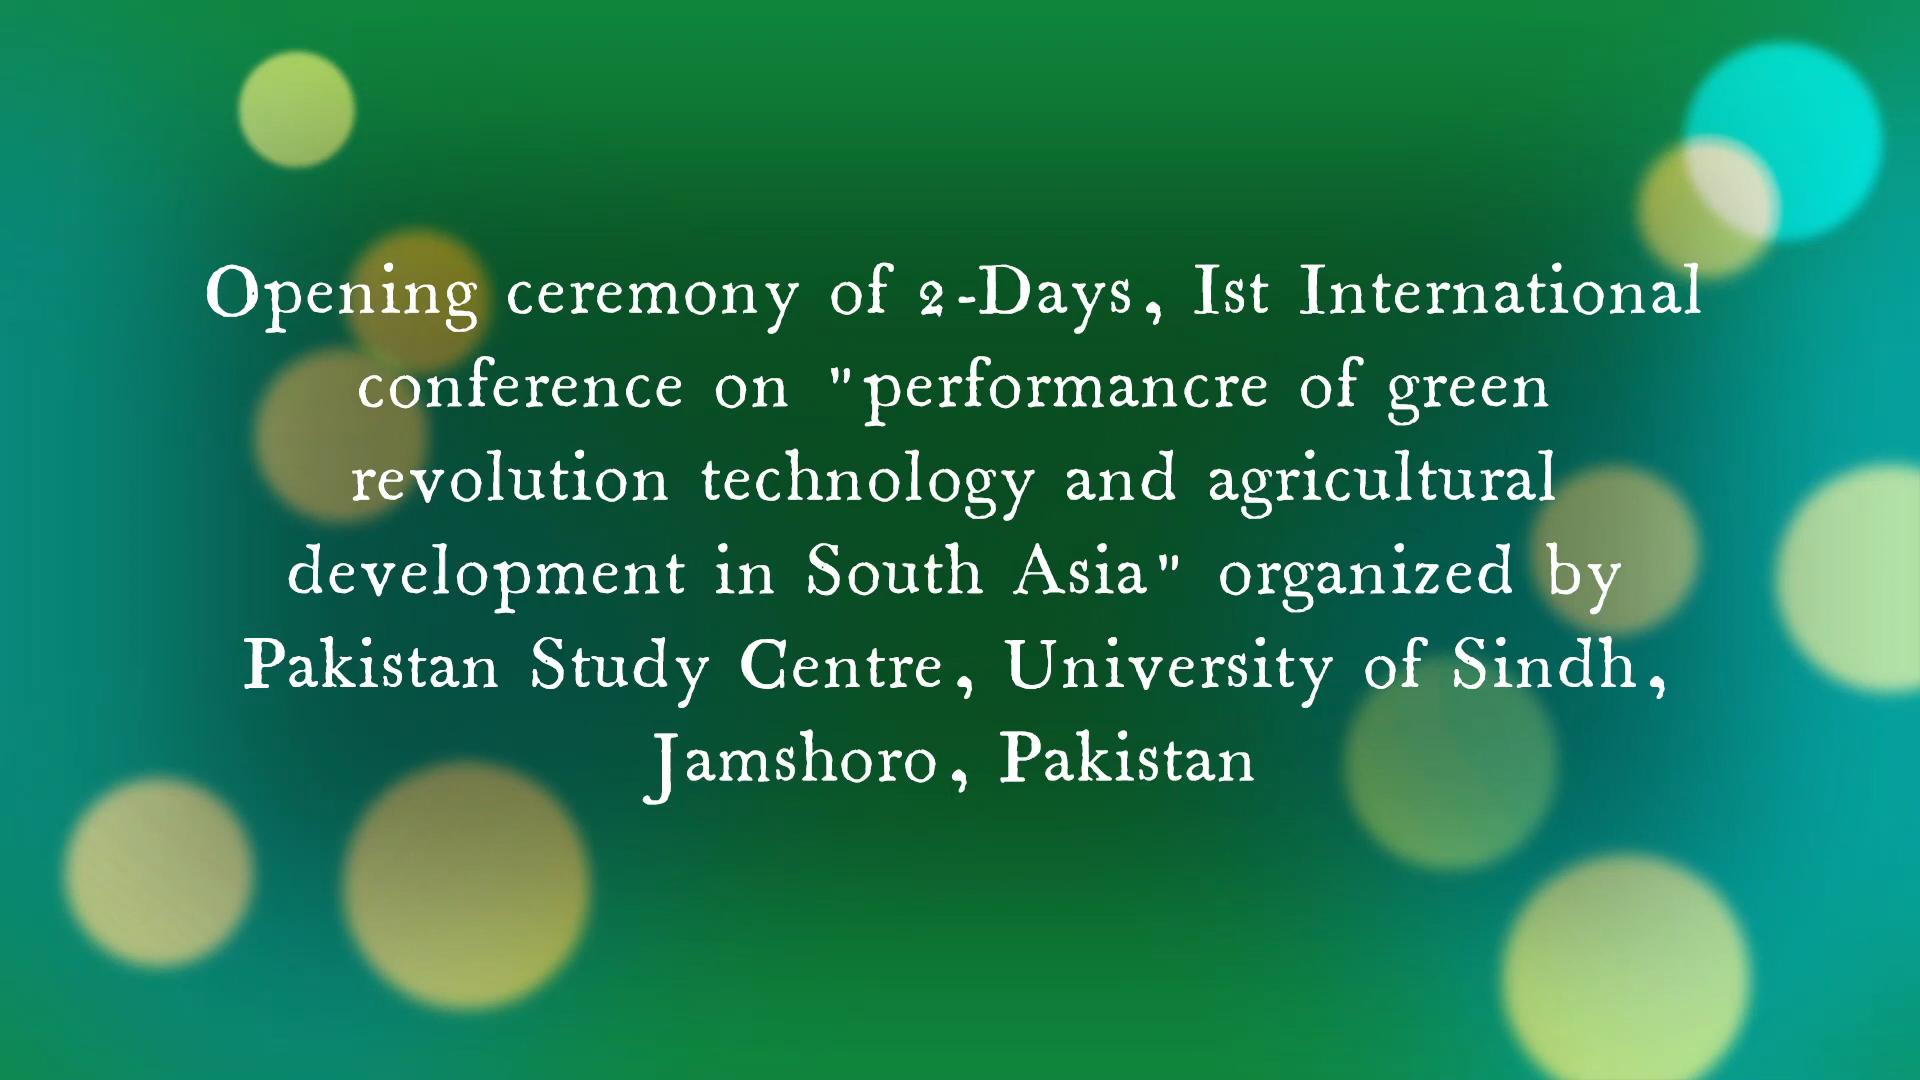 Opening ceremony of 2-Days, Ist International
conference on "performancre of green
revolution technology and agricultural
development in South Asia" organized by
Pakistan Study Centre, University of Sindh,
Jamshoro, Pakistan